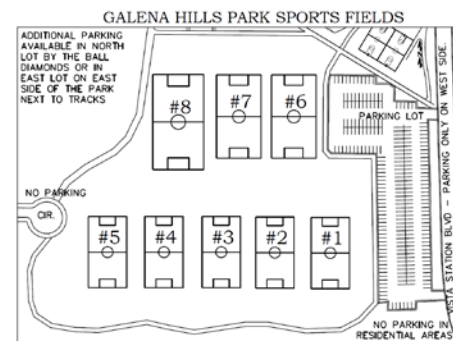 GALENA HILLS PARK SPORTS FIELDS
ADDITIONAL PARKING
AVAILABLE IN NORTH
LOT BY THE BALL
DIAMONDS OR IN
EAST LOT ON EAST
SIDE OF THE PARK
NEXT TO TRACKS
#8
#7
#6
PARKING LOT
NO PARKING
CIR.
#5
#4
#3
#2
#1
VISTA STATION BLVD - PARKING ONLY ON WEST SIDE.
NO PARKING IN
RESIDENTIAL AREAS